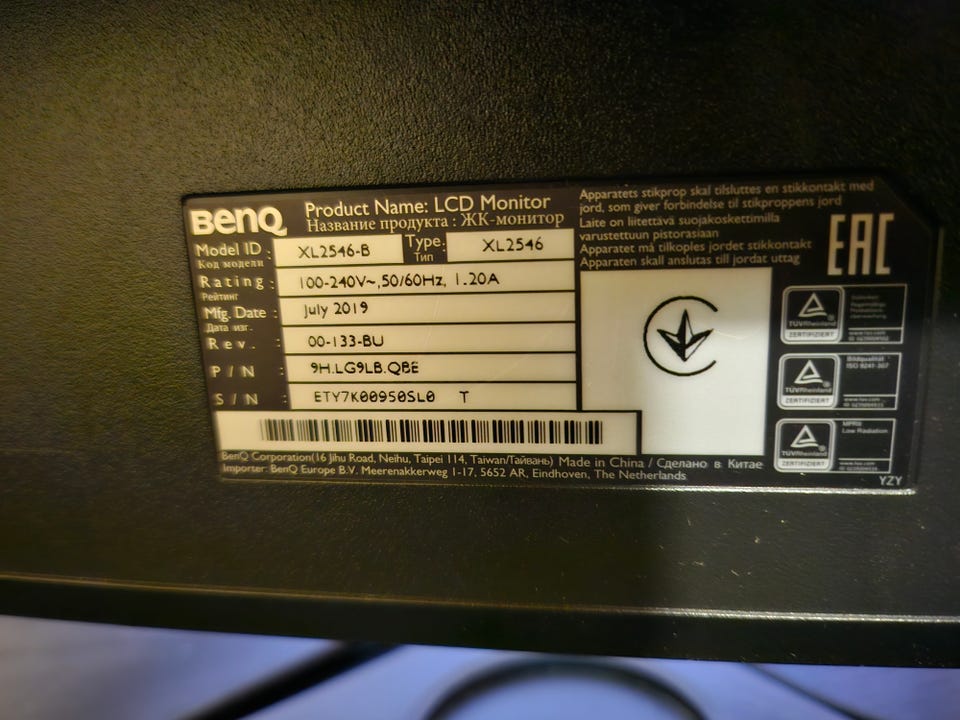 BenQ
Product Name: LCD Monitor
Название продукта : ЖК-монитор
Model ID : XL2546-B Type: XL2546
Код модели Тип
Rating : 100-240V~,50/60Hz, 1.20A
Рейтинг
Mfg. Date : July 2019
Дата изг.
Rev. : 00-133-BU
P/N : 9H.LG9LB.QBE
S/N : ETY7K00950SL0 T
BenQ Corporation(16 Jihu Road, Neihu, Taipei 114, Taiwan/Тайвань) Made in China / Сделано в Китае
Importer: BenQ Europe B.V. Meerenakkerweg 1-17, 5652 AR, Eindhoven, The Netherlands
Apparatets stikprop skal tilsluttes en stikkontakt med
jord, som giver forbindelse til stikproppens jord
Laite on liitettävä suojakoskettimilla
varustettuun pistorasiaan
Apparatet må tilkoples jordet stikkontakt
Apparaten skall anslutas till jordat uttag
EAC
TÜVRheinland
ZERTIFIZIERT
TÜVRheinland
ZERTIFIZIERT
Bildqualität
ISO 9241-307
TÜVRheinland
ZERTIFIZIERT
Low Radiation
YZY